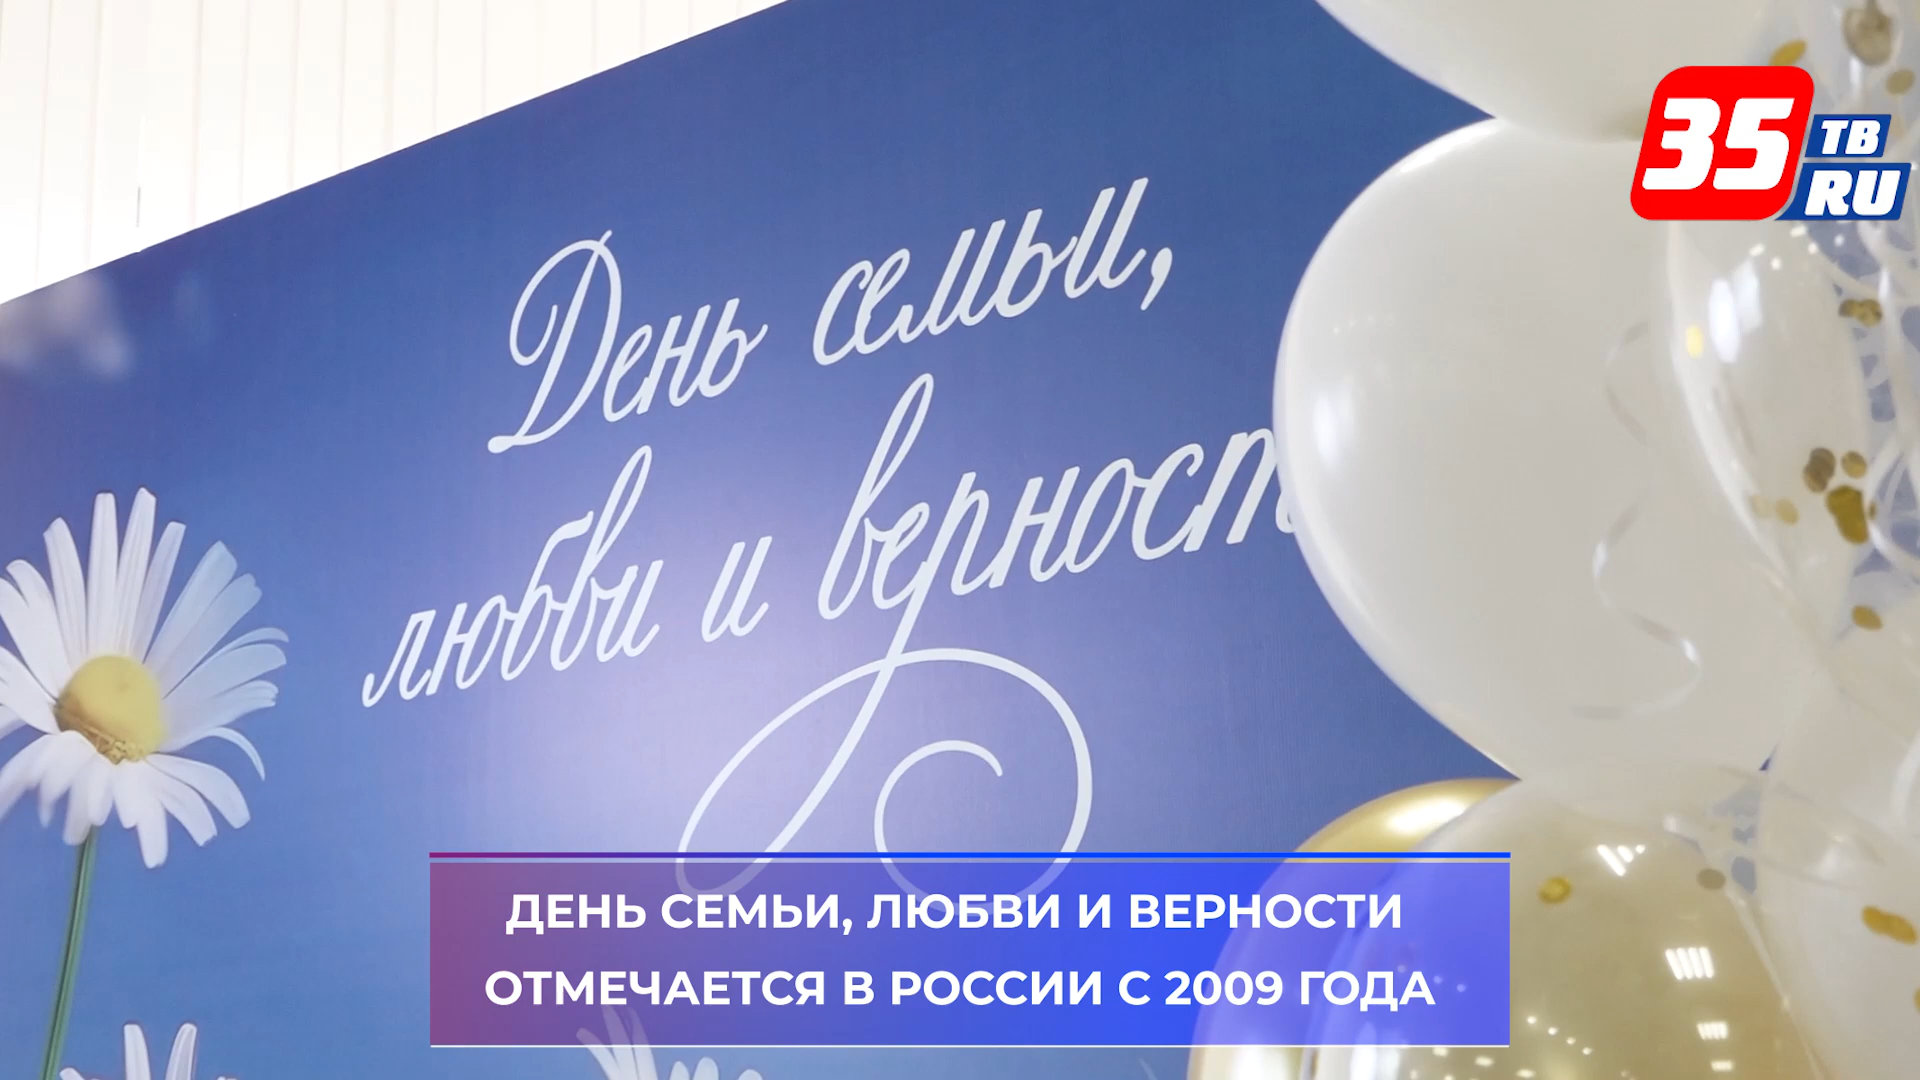 35
ТВ
RU
День семьи,
любви и верност
ДЕНЬ СЕМЬИ, ЛЮБВИ И ВЕРНОСТИ
ОТМЕЧАЕТСЯ В РОССИИ С 2009 ГОДА